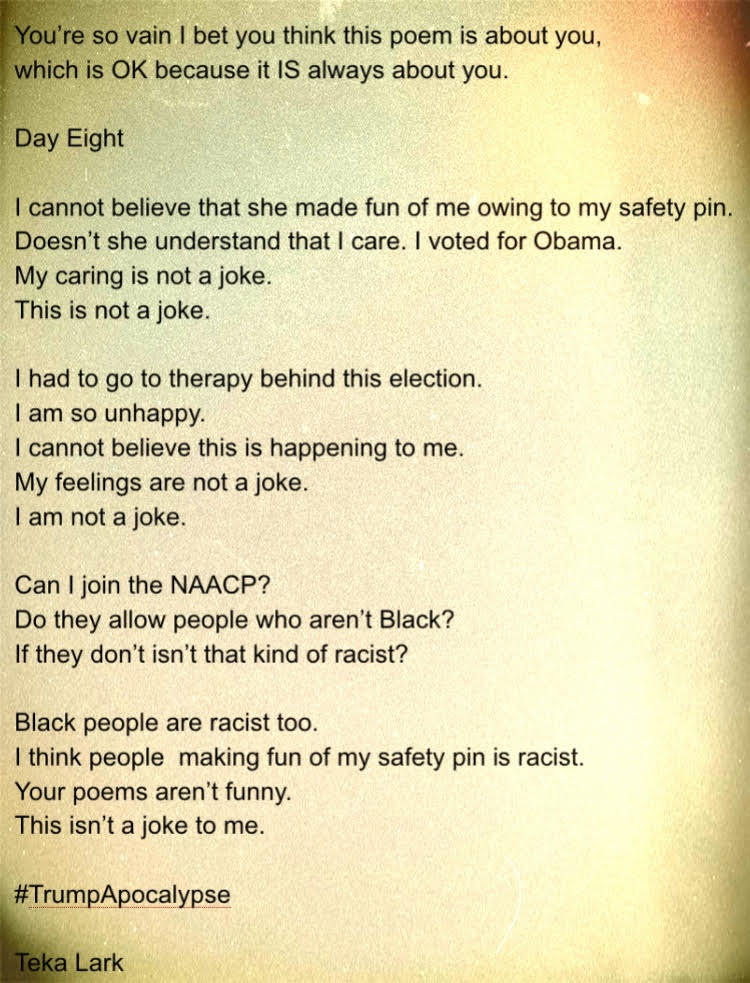 You’re so vain I bet you think this poem is about you,
which is OK because it IS always about you.
Day Eight
I cannot believe that she made fun of me owing to my safety pin.
Doesn’t she understand that I care. I voted for Obama.
My caring is not a joke.
This is not a joke.
I had to go to therapy behind this election.
I am so unhappy.
I cannot believe this is happening to me.
My feelings are not a joke.
I am not a joke.
Can I join the NAACP?
Do they allow people who aren’t Black?
If they don’t isn’t that kind of racist?
Black people are racist too.
I think people  making fun of my safety pin is racist.
Your poems aren’t funny.
This isn’t a joke to me.
#TrumpApocalypse
Teka Lark